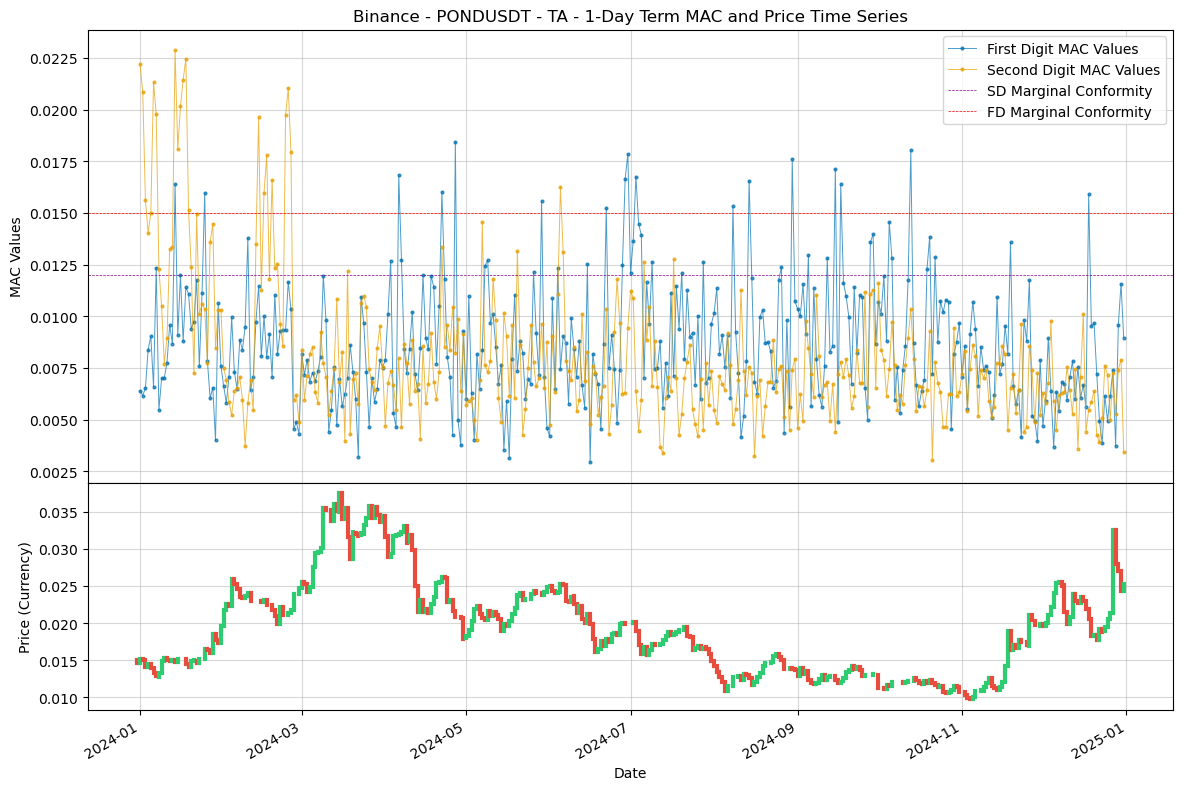 Binance - PONDUSDT - TA - 1-Day Term MAC and Price Time Series
First Digit MAC Values
Second Digit MAC Values
SD Marginal Conformity
FD Marginal Conformity
MAC Values
0.0225
0.0200
0.0175
0.0150
0.0125
0.0100
0.0075
0.0050
0.0025
Price (Currency)
0.035
0.030
0.025
0.020
0.015
0.010
2024-01
2024-03
2024-05
2024-07
2024-09
2024-11
2025-01
Date